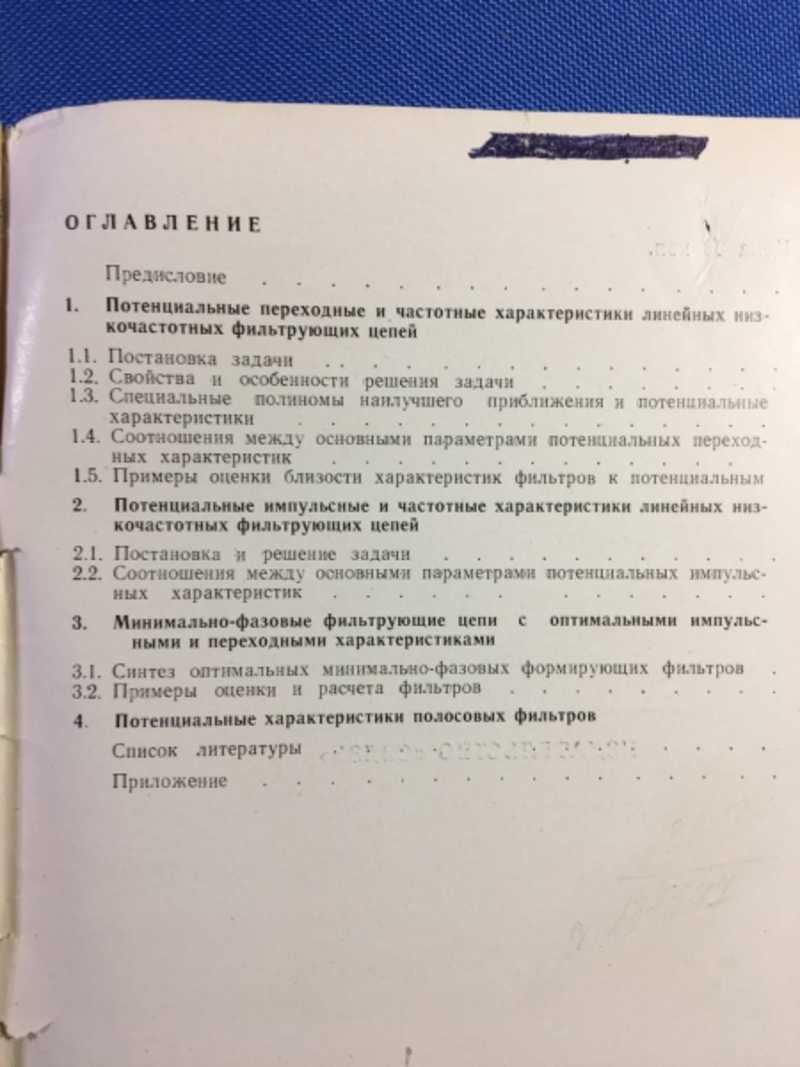 ОГЛАВЛЕНИЕ
Предисловие . . . . . . . . . . . . . .
1. Потенциальные переходные и частотные характеристики линейных низ-
кочастотных фильтрующих цепей
1.1. Постановка задачи . . . . . . . . . . . .
1.2. Свойства и особенности решения задачи . . . . . .
1.3. Специальные полиномы наилучшего приближения и потенциальные
характеристики . . . . . . . . . . . .
1.4. Соотношения между основными параметрами потенциальных переход-
ных характеристик . . . . . . . . . . .
1.5. Примеры оценки близости характеристик фильтров к потенциальным
2. Потенциальные импульсные и частотные характеристики линейных низ-
кочастотных фильтрующих цепей
2.1. Постановка и решение задачи . . . . . . . .
2.2. Соотношения между основными параметрами потенциальных импульс-
ных характеристик . . . . . . . . . . .
3. Минимально-фазовые фильтрующие цепи с оптимальными импульс-
ными и переходными характеристиками
3.1. Синтез оптимальных минимально-фазовых формирующих фильтров .
3.2. Примеры оценки и расчета фильтров . . . . . . .
4. Потенциальные характеристики полосовых фильтров
Список литературы . . . . . . . . . . . .
Приложение . . . . . . . . . . . . . .